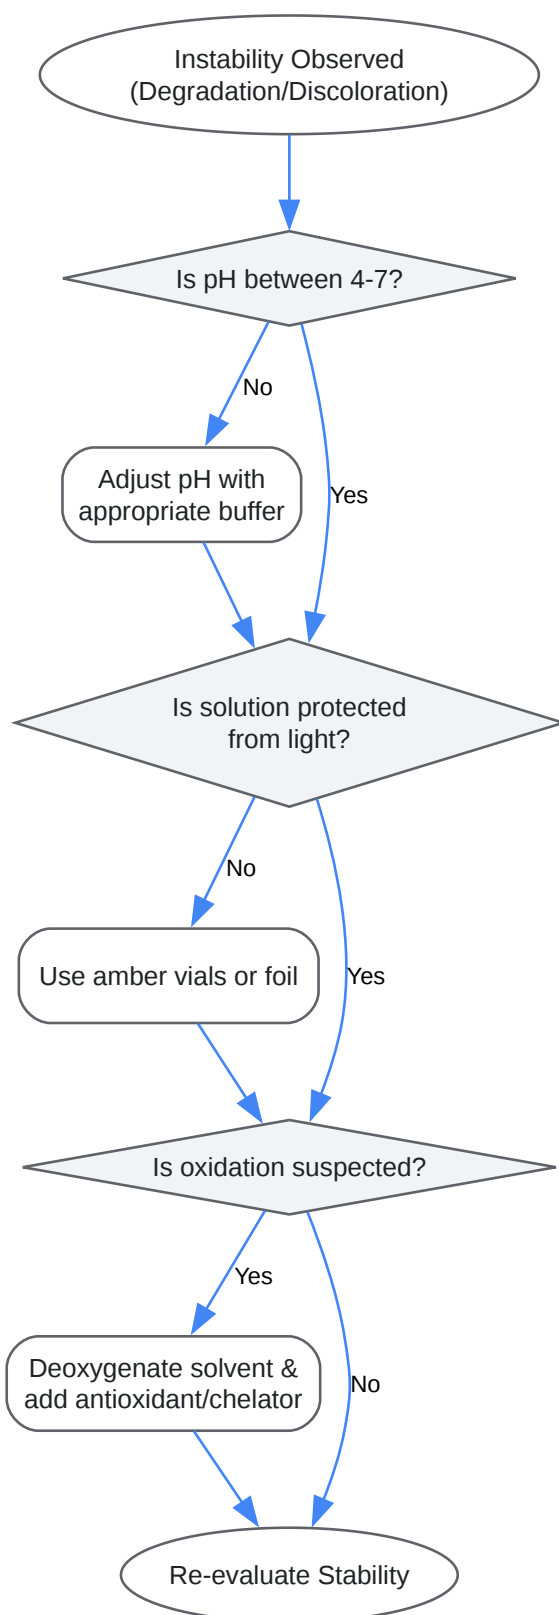 Instability Observed
(Degradation/Discoloration)
Is pH between 4-7?
No
Adjust pH with
appropriate buffer
Yes
Is solution protected
from light?
No
Use amber vials or foil
Yes
Is oxidation suspected?
Yes
Deoxygenate solvent &
add antioxidant/chelator
No
Re-evaluate Stability